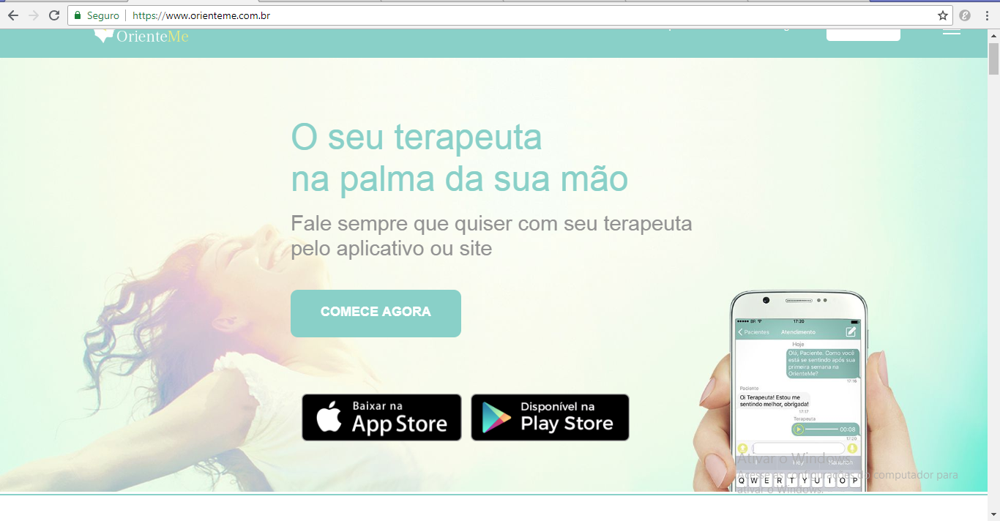 Seguro
https://www.orienteme.com.br
OrienteMe
O seu terapeuta
na palma da sua mão
Fale sempre que quiser com seu terapeuta
pelo aplicativo ou site
COMECE AGORA
Baixar na
App Store
Disponível na
Play Store
BR
17:20
Pacientes
Atendimento
Hoje
Olá, Paciente. Como você
está se sentindo após sua
primeira semana na
OrienteMe?
17:16
Paciente
Oi Terapeuta! Estou me
sentindo melhor, obrigada!
17:17
Terapeuta
00:08
17:20
Hey
Ativar o Windows
Acesse as configurações do computador para
ativar o Windows.
Q W E R T Y U I O P